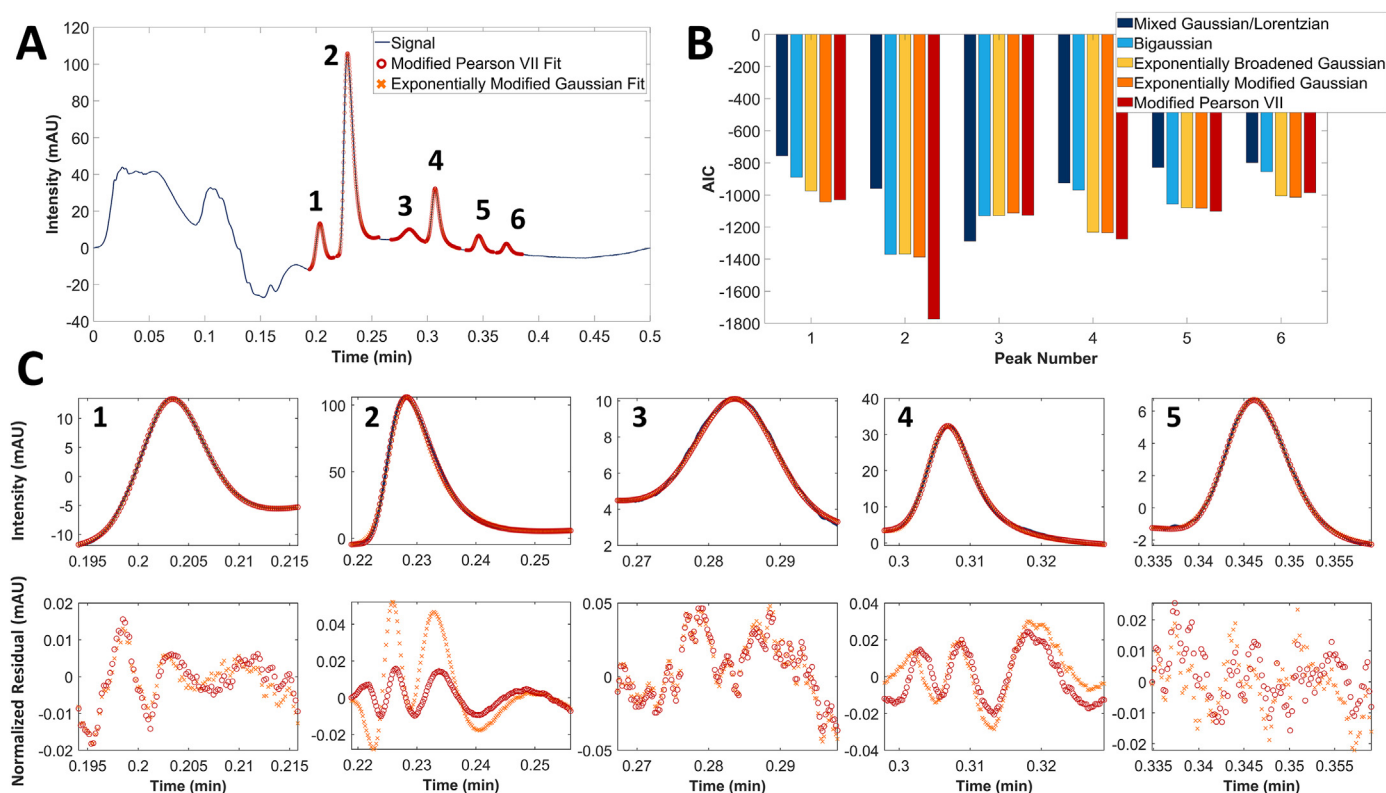 A
Signal
Modified Pearson VII Fit
Exponentially Modified Gaussian Fit
120
100
80
60
40
20
0
-20
-40
Intensity (mAU)
1
2
3
4
5
6
0 0.05 0.1 0.15 0.2 0.25 0.3 0.35 0.4 0.45 0.5
Time (min)
B
Mixed Gaussian/Lorentzian
Bigaussian
Exponentially Broadened Gaussian
Exponentially Modified Gaussian
Modified Pearson VII
0
-200
-400
-600
-800
-1000
-1200
-1400
-1600
-1800
AIC
1 2 3 4 5 6
Peak Number
C
Intensity (mAU)
1
10
5
0
-5
-10
0.195 0.2 0.205 0.21 0.215
2
100
50
0
0.22 0.23 0.24 0.25
3
10
8
6
4
2
0.27 0.28 0.29
4
40
30
20
10
0
0.3 0.31 0.32
5
6
4
2
0
-2
0.335 0.34 0.345 0.35 0.355
Normalized Residual (mAU)
0.02
0.01
0
-0.01
-0.02
0.195 0.2 0.205 0.21 0.215
Time (min)
0.04
0.02
0
-0.02
0.22 0.23 0.24 0.25
Time (min)
0.05
0
-0.05
0.27 0.28 0.29
Time (min)
0.04
0.02
0
-0.02
-0.04
0.3 0.31 0.32
Time (min)
0.02
0.01
0
-0.01
-0.02
0.335 0.34 0.345 0.35 0.355
Time (min)